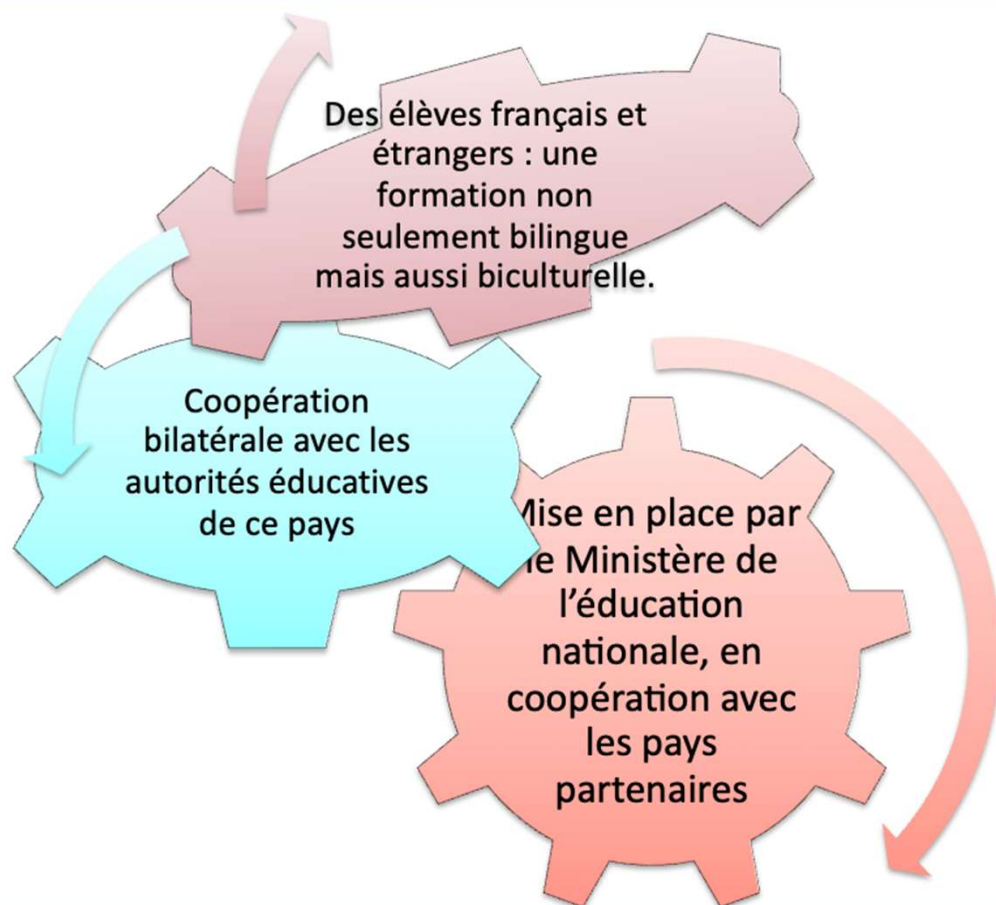 Des élèves français et
étrangers : une
formation non
seulement bilingue
mais aussi biculturelle.
Coopération
bilatérale avec les
autorités éducatives
de ce pays
Mise en place par
le Ministère de
l'éducation
nationale, en
coopération avec
les pays
partenaires